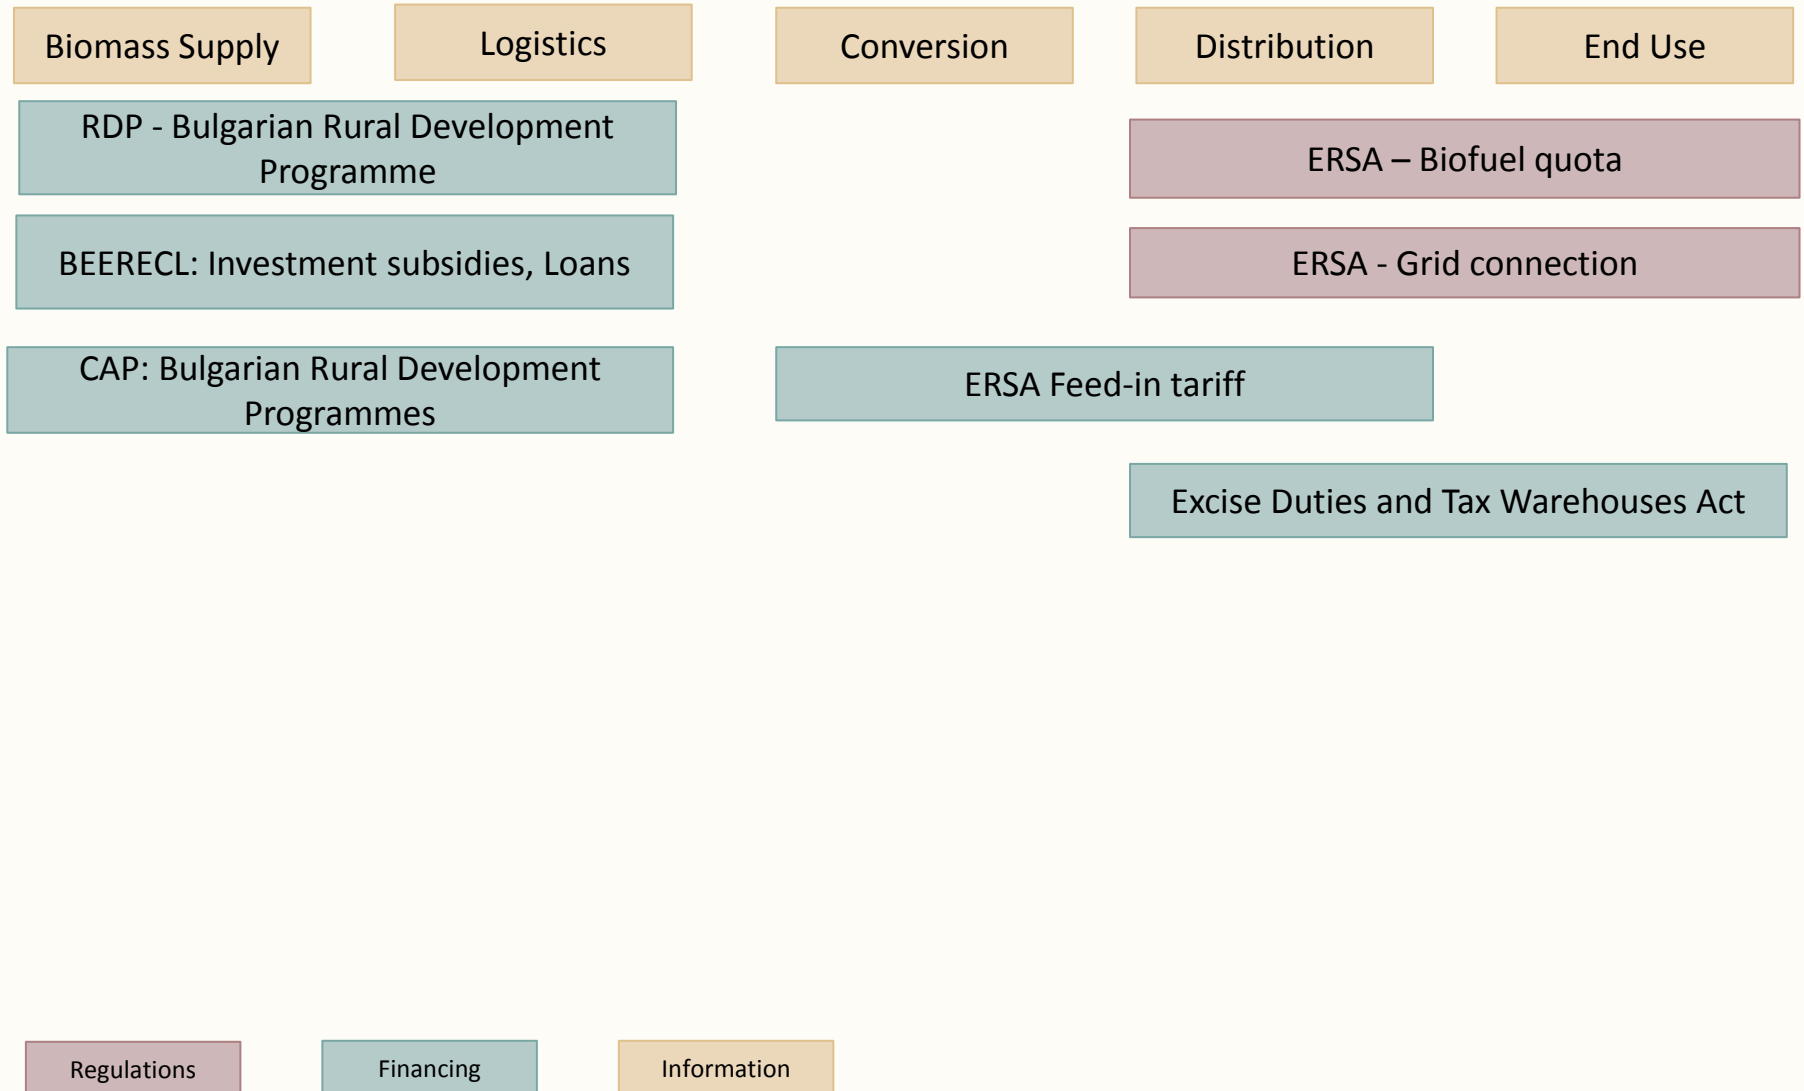 Biomass Supply
Logistics
Conversion
Distribution
End Use
RDP - Bulgarian Rural Development
Programme
ERSA – Biofuel quota
BEERECL: Investment subsidies, Loans
ERSA - Grid connection
CAP: Bulgarian Rural Development
Programmes
ERSA Feed-in tariff
Excise Duties and Tax Warehouses Act
Regulations
Financing
Information